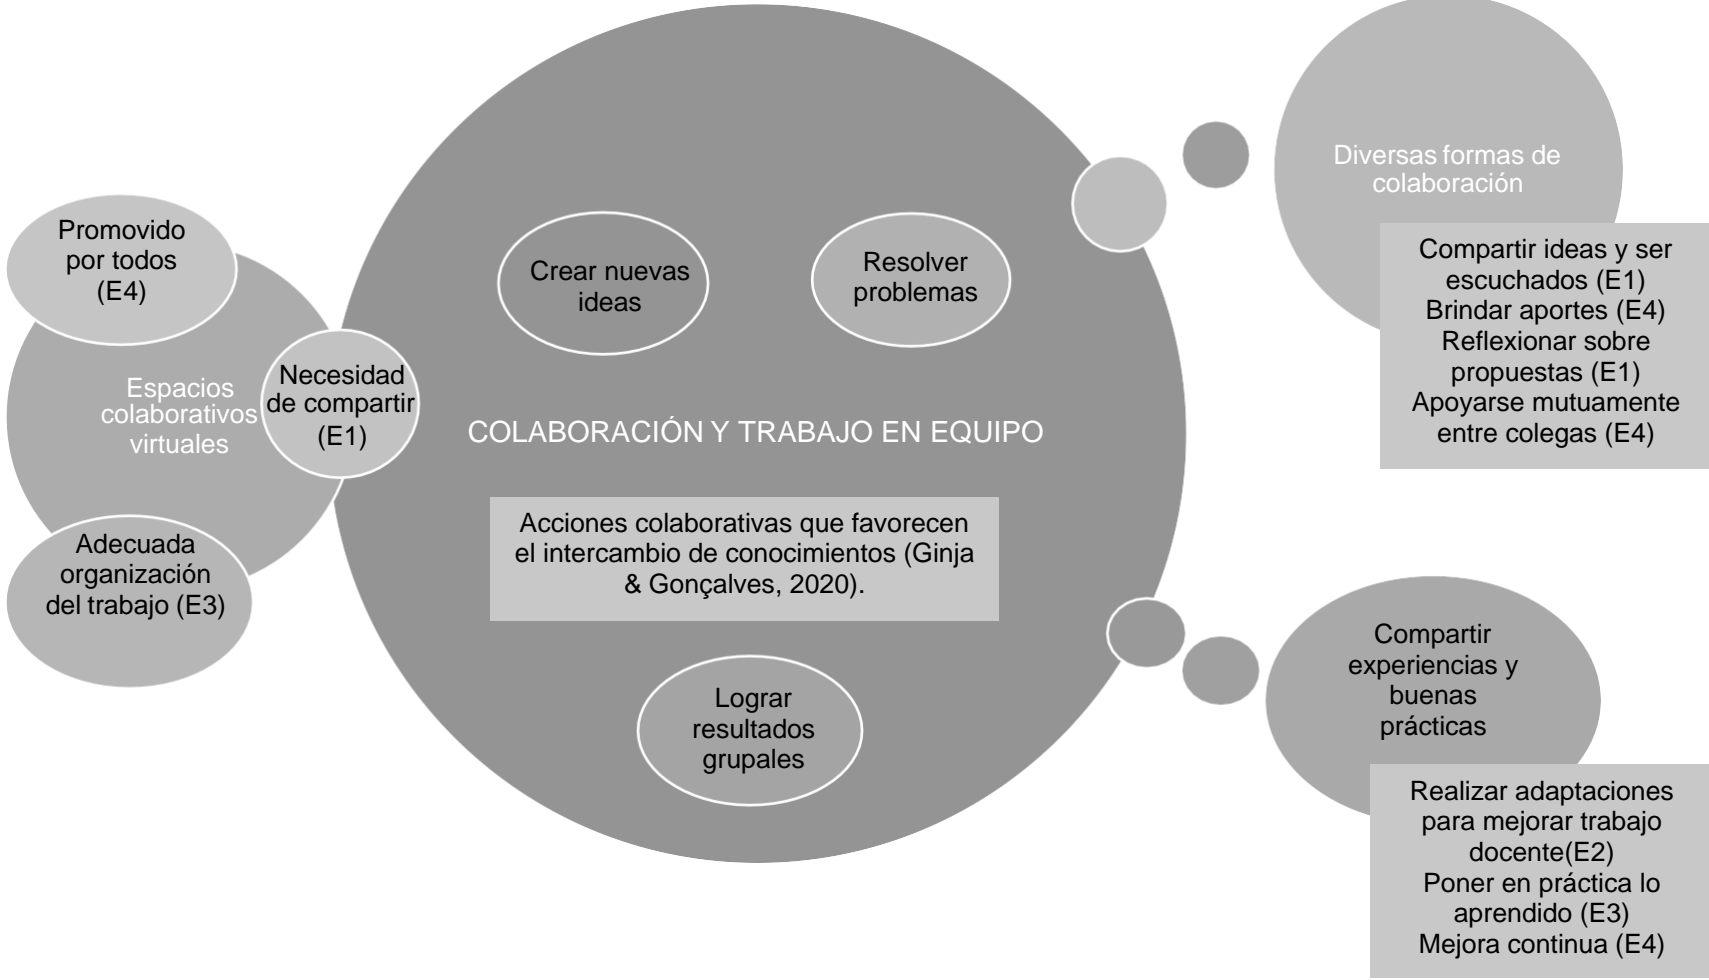 Promovido
por todos
(E4)
Espacios
colaborativos
virtuales
Necesidad
de compartir
(E1)
Adecuada
organización
del trabajo (E3)
Crear nuevas
ideas
Resolver
problemas
COLABORACIÓN Y TRABAJO EN EQUIPO
Acciones colaborativas que favorecen
el intercambio de conocimientos (Ginja
& Gonçalves, 2020).
Lograr
resultados
grupales
Diversas formas de
colaboración
Compartir ideas y ser
escuchados (E1)
Brindar aportes (E4)
Reflexionar sobre
propuestas (E1)
Apoyarse mutuamente
entre colegas (E4)
Compartir
experiencias y
buenas
prácticas
Realizar adaptaciones
para mejorar trabajo
docente(E2)
Poner en práctica lo
aprendido (E3)
Mejora continua (E4)